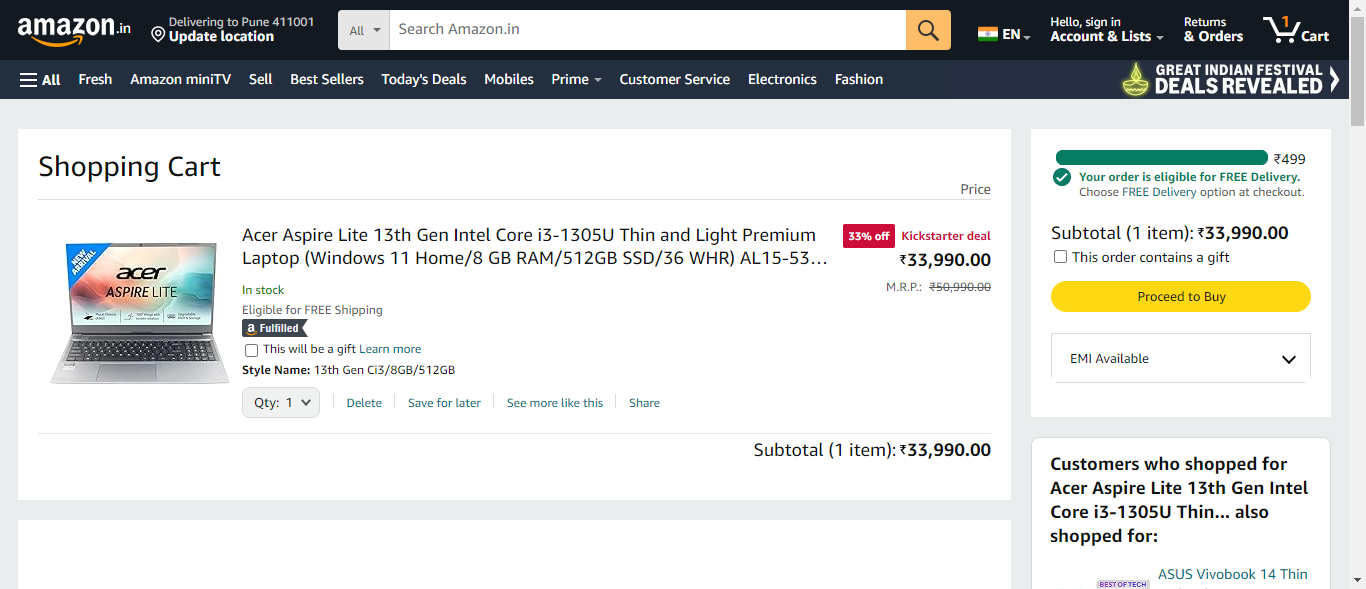 amazon.in
Delivering to Pune 411001
Update location
All
Search Amazon.in
EN
Hello, sign in
Account & Lists
Returns
& Orders
1
Cart
All
Fresh
Amazon miniTV
Sell
Best Sellers
Today's Deals
Mobiles
Prime
Customer Service
Electronics
Fashion
GREAT INDIAN FESTIVAL
DEALS REVEALED
Shopping Cart
Price
NEW
ARRIVAL
acer
ASPIRE LITE
Acer Aspire Lite 13th Gen Intel Core i3-1305U Thin and Light Premium
Laptop (Windows 11 Home/8 GB RAM/512GB SSD/36 WHR) AL15-53…
33% off
Kickstarter deal
₹33,990.00
M.R.P.: ₹50,990.00
In stock
Eligible for FREE Shipping
a Fulfilled
This will be a gift Learn more
Style Name: 13th Gen Ci3/8GB/512GB
Qty: 1
Delete
Save for later
See more like this
Share
Subtotal (1 item): ₹33,990.00
₹499
Your order is eligible for FREE Delivery.
Choose FREE Delivery option at checkout.
Subtotal (1 item): ₹33,990.00
This order contains a gift
Proceed to Buy
EMI Available
Customers who shopped for
Acer Aspire Lite 13th Gen Intel
Core i3-1305U Thin... also
shopped for:
BEST OF TECH
ASUS Vivobook 14 Thin